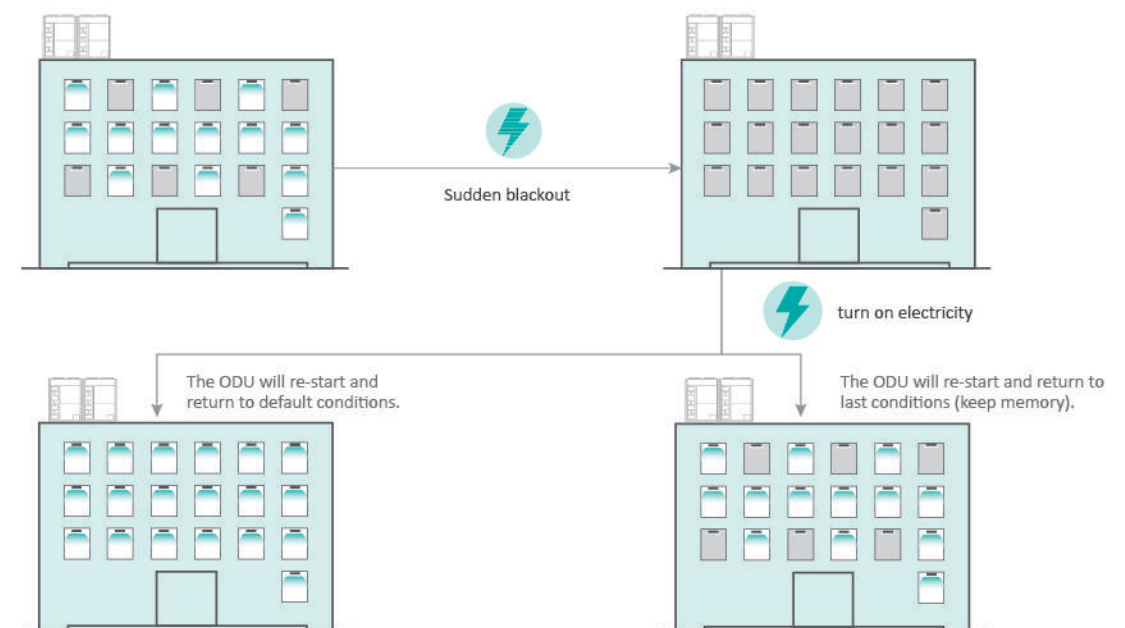 Sudden blackout
turn on electricity
The ODU will re-start and
return to default conditions.
The ODU will re-start and return to
last conditions (keep memory).